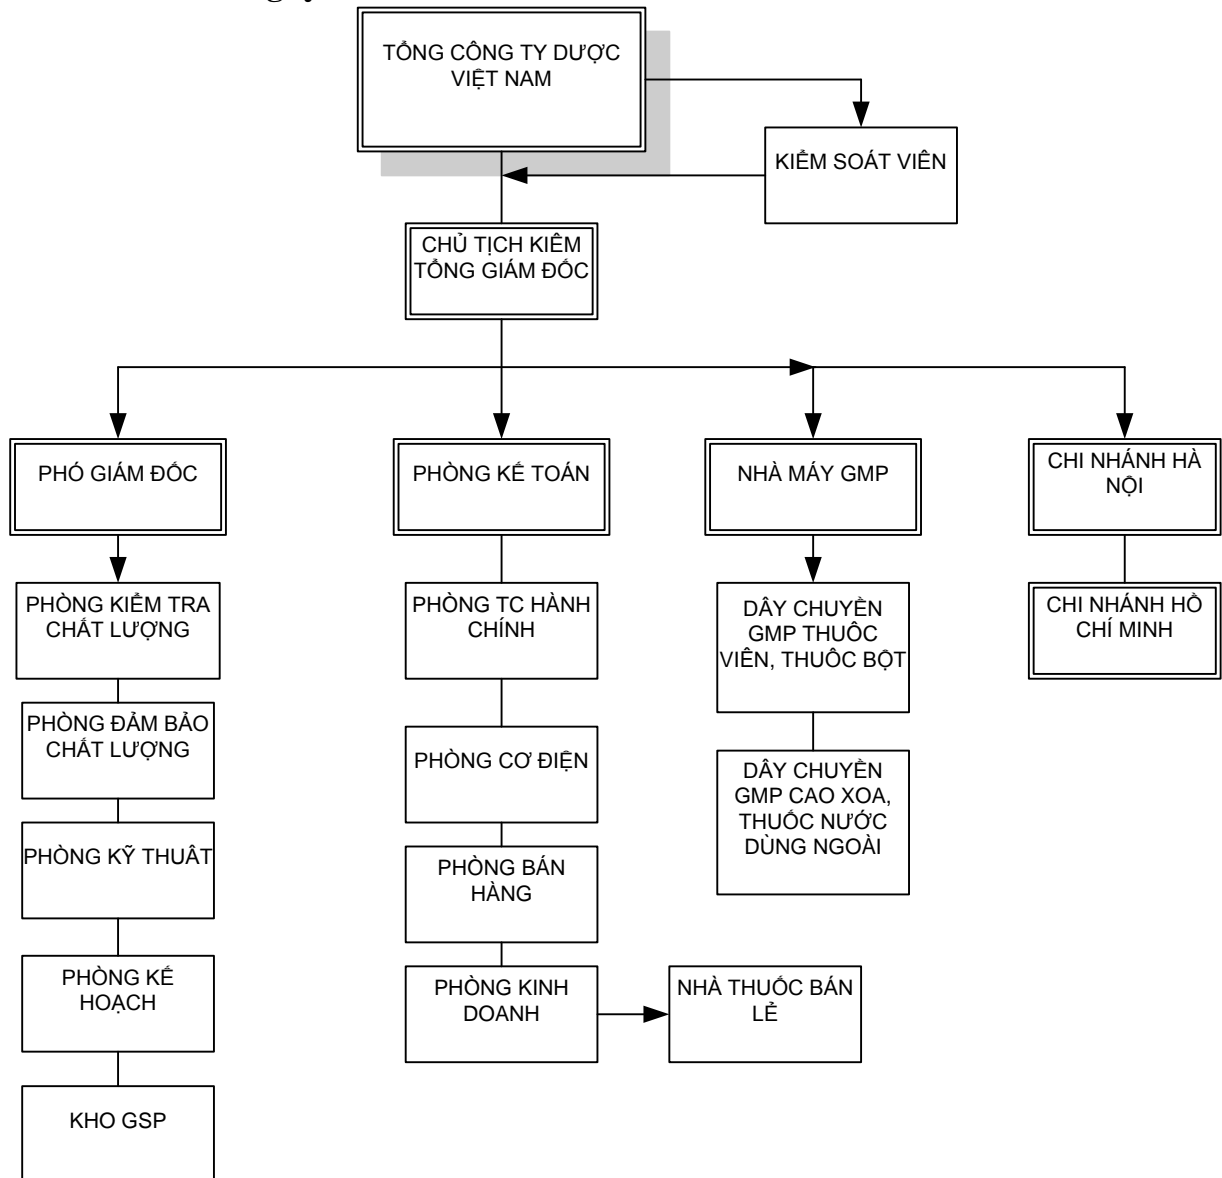 TỔNG CÔNG TY DƯỢC
VIỆT NAM
KIỂM SOÁT VIÊN
CHỦ TỊCH KIÊM
TỔNG GIÁM ĐỐC
PHÓ GIÁM ĐỐC
PHÒNG KẾ TOÁN
NHÀ MÁY GMP
CHI NHÁNH HÀ
NỘI
PHÒNG KIỂM TRA
CHẤT LƯỢNG
PHÒNG TC HÀNH
CHÍNH
DÂY CHUYỀN
GMP THUÔC
VIÊN, THUÔC BỘT
CHI NHÁNH HỒ
CHÍ MINH
PHÒNG ĐẢM BẢO
CHẤT LƯỢNG
PHÒNG CƠ ĐIỆN
DÂY CHUYỀN
GMP CAO XOA,
THUỐC NƯỚC
DÙNG NGOÀI
PHÒNG KỸ THUÂT
PHÒNG BÁN
HÀNG
PHÒNG KẾ
HOẠCH
PHÒNG KINH
DOANH
NHÀ THUỐC BÁN
LẺ
KHO GSP